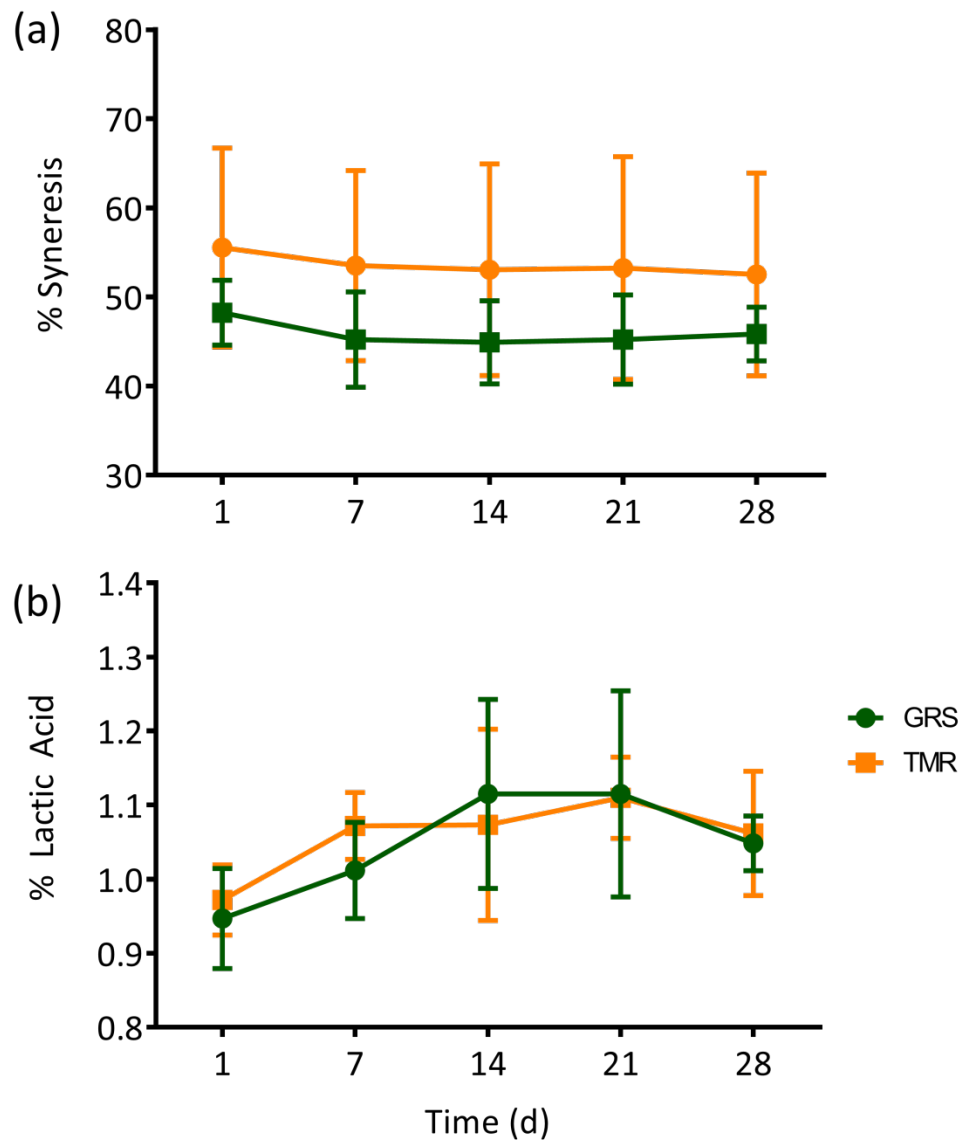 (a)
% Syneresis
80
70
60
50
40
30
1 7 14 21 28
(b)
% Lactic Acid
1.4
1.3
1.2
1.1
1.0
0.9
0.8
1 7 14 21 28
Time (d)
GRS
TMR